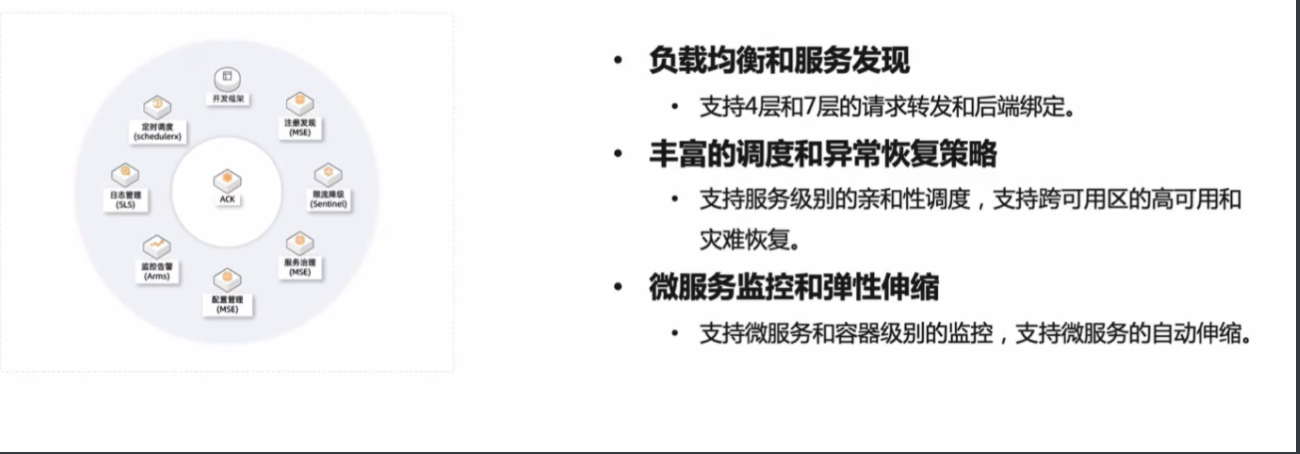 开发框架
定时调度
(schedulerx)
注册发现
(MSE)
日志管理
(SLS)
ACK
限流降级
(Sentinel)
监控告警
(Arms)
服务治理
(MSE)
配置管理
(MSE)
• 负载均衡和服务发现
• 支持4层和7层的请求转发和后端绑定。
• 丰富的调度和异常恢复策略
• 支持服务级别的亲和性调度，支持跨可用区的高可用和
灾难恢复。
• 微服务监控和弹性伸缩
• 支持微服务和容器级别的监控，支持微服务的自动伸缩。